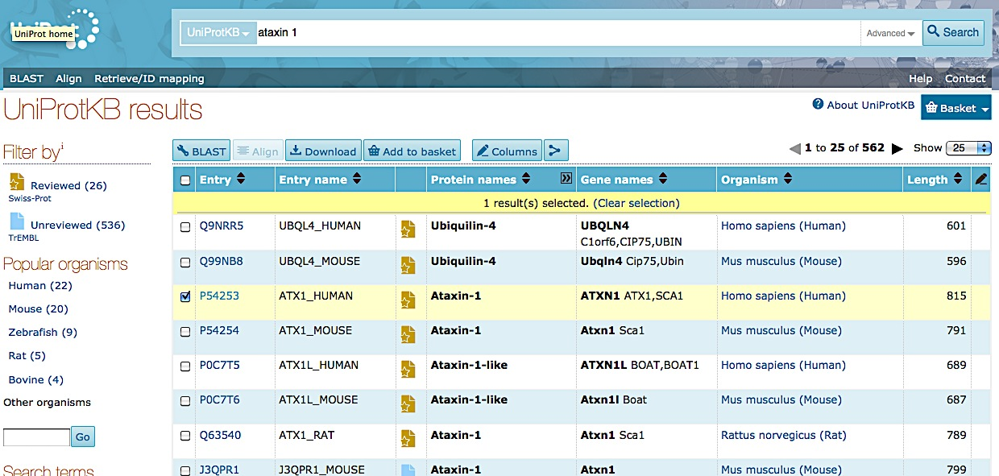 UniProtKB
ataxin 1
Advanced
Search
UniProt home
BLAST Align Retrieve/ID mapping
Help Contact
UniProtKB results
About UniProtKB
Basket
Filter by i
Reviewed (26)
Swiss-Prot
Unreviewed (536)
TrEMBL
Popular organisms
Human (22)
Mouse (20)
Zebrafish (9)
Rat (5)
Bovine (4)
Other organisms
Go
Search terms
BLAST Align Download Add to basket Columns
1 to 25 of 562 Show 25
Entry Entry name Protein names Gene names Organism Length
1 result(s) selected. (Clear selection)
Q9NRR5 UBQL4_HUMAN Ubiquilin-4 UBQLN4 Homo sapiens (Human) 601
C1orf6,CIP75,UBIN
Q99NB8 UBQL4_MOUSE Ubiquilin-4 Ubqln4 Cip75,Ubin Mus musculus (Mouse) 596
P54253 ATX1_HUMAN Ataxin-1 ATXN1 ATX1,SCA1 Homo sapiens (Human) 815
P54254 ATX1_MOUSE Ataxin-1 Atxn1 Sca1 Mus musculus (Mouse) 791
P0C7T5 ATX1L_HUMAN Ataxin-1-like ATXN1L BOAT,BOAT1 Homo sapiens (Human) 689
P0C7T6 ATX1L_MOUSE Ataxin-1-like Atxn1l Boat Mus musculus (Mouse) 687
Q63540 ATX1_RAT Ataxin-1 Atxn1 Sca1 Rattus norvegicus (Rat) 789
J3QPR1 J3QPR1_MOUSE Ataxin-1 Atxn1 Mus musculus (Mouse) 799